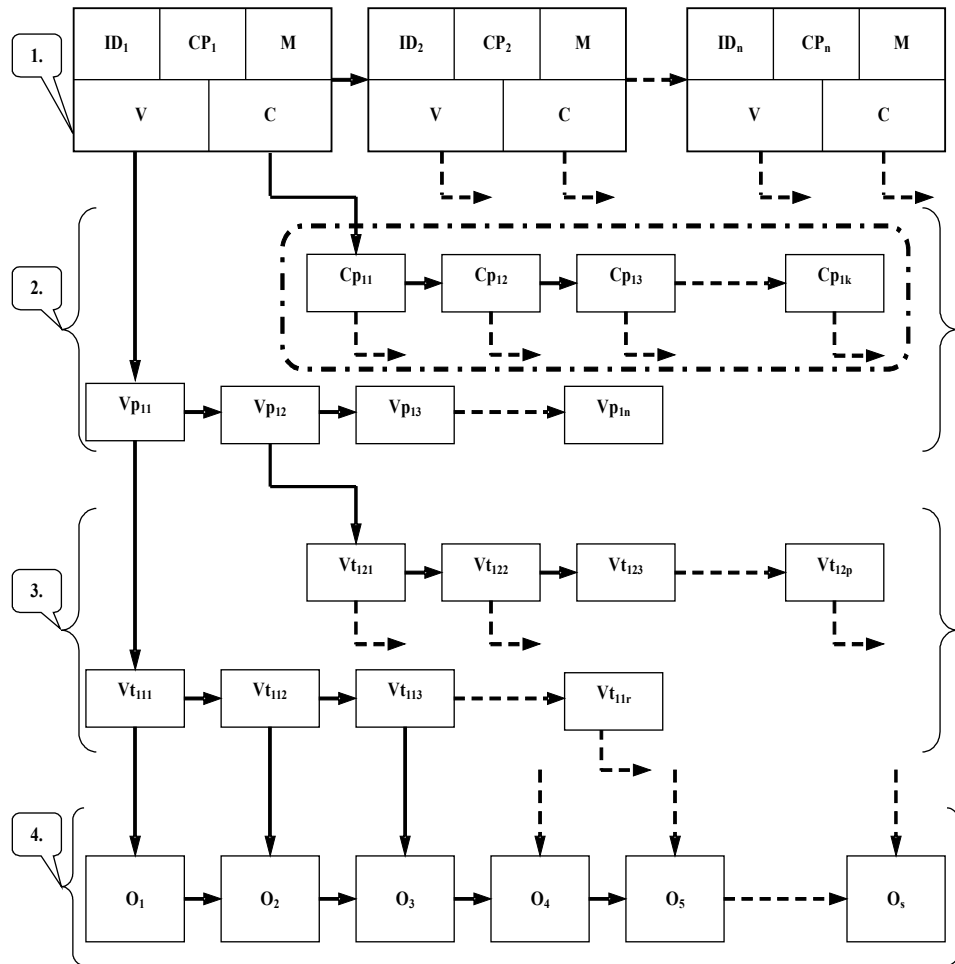 1.
ID₁ CP₁ M
ID₂ CP₂ M
IDₙ CPₙ M
V C
V C
V C
2.
Cp₁₁ Cp₁₂ Cp₁₃ Cp₁ₖ
Vp₁₁ Vp₁₂ Vp₁₃ Vp₁ₙ
3.
Vt₁₂₁ Vt₁₂₂ Vt₁₂₃ Vt₁₂ₚ
Vt₁₁₁ Vt₁₁₂ Vt₁₁₃ Vt₁₁ᵣ
4.
O₁ O₂ O₃ O₄ O₅ Oₛ